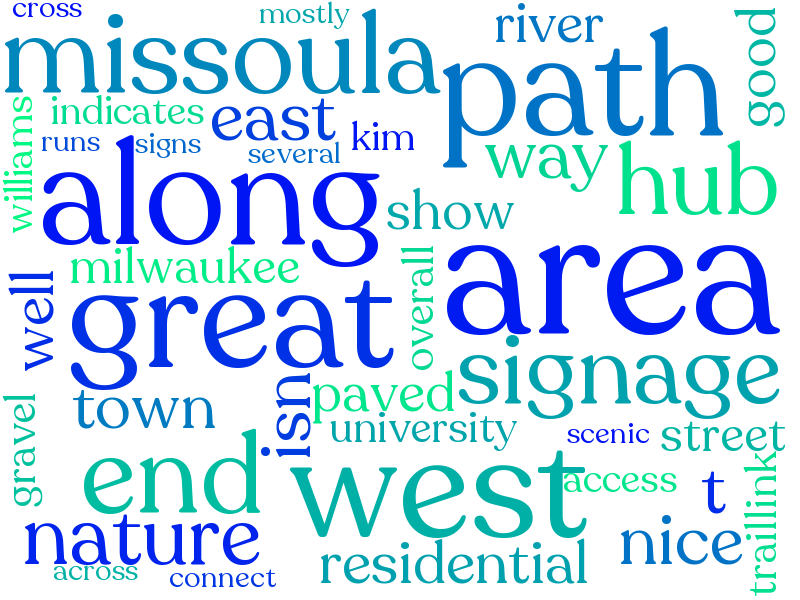 cross
mostly
river
good
missoula
path
indicates
east
williams
runs
signs
several
kim
way
hub
along
show
area
milwaukee
overall
well
great
signage
paved
town
isn
university
scenic
street
gravel
end
west
access
t
traillink
nature
nice
residential
across
connect